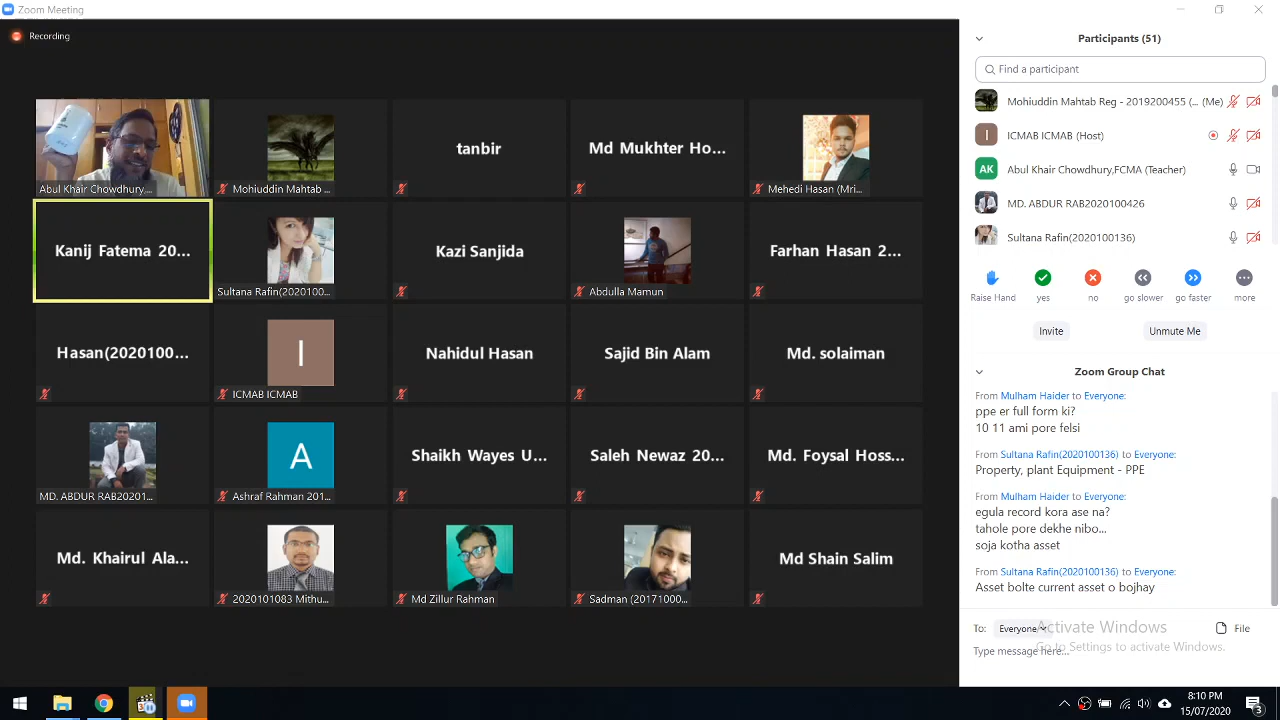 Zoom Meeting
Recording
Participants (51)
Find a participant
Mohiuddin Mahtab Reg - 2019200455 (... (Me)
I
ICMAB ICMAB (Host)
AK
Abul Khair Chowdhury,FCMA (Teacher)
MD. ABDUR RAB2020100426
Sultana Rafin(2020100136)
Raise Hand
yes
no
go slower
go faster
more
Invite
Unmute Me
Zoom Group Chat
From Mulham Haider to Everyone:
ppe er full form ki?
10 11 ami pore felsi
From Sultana Rafin(2020100136) to Everyone:
Property, plant Equipment - PPE
From Mulham Haider to Everyone:
egula record kora ase na?
tahole pore dekhe nibo...
soja kotha asset
From Sultana Rafin(2020100136) to Everyone:
Asset bolte current asset o bojhay
To:
Everyone
File
Type message here...
Activate Windows
Go to Settings to activate Windows.
Abul Khair Chowdhury,...
Mohiuddin Mahtab ...
tanbir
Md Mukhter Ho...
Mehedi Hasan (Mri...
Kanij Fatema 20...
Sultana Rafin(2020100...
Kazi Sanjida
Abdulla Mamun
Farhan Hasan 2...
Hasan(2020100...
I
ICMAB ICMAB
Nahidul Hasan
Sajid Bin Alam
Md. solaiman
MD. ABDUR RAB20201...
A
Ashraf Rahman 201...
Shaikh Wayes U...
Saleh Newaz 20...
Md. Foysal Hoss...
Md. Khairul Ala...
2020101083 Mithu...
Md Zillur Rahman
Sadman (20171000...
Md Shain Salim
8:10 PM
15/07/2020
3